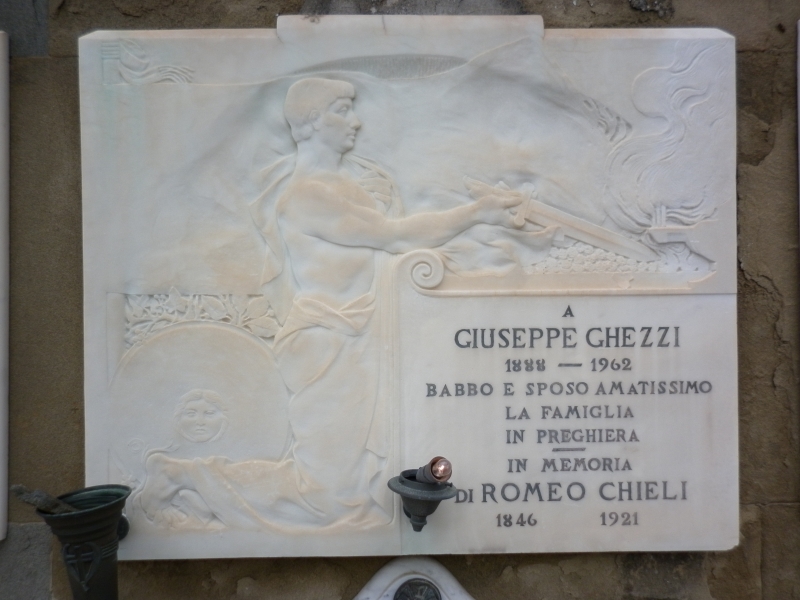 A
GIUSEPPE GHEZZI
1888 — 1962
BABBO E SPOSO AMATISSIMO
LA FAMIGLIA
IN PREGHIERA
IN MEMORIA
DI ROMEO CHIELI
1846 1921